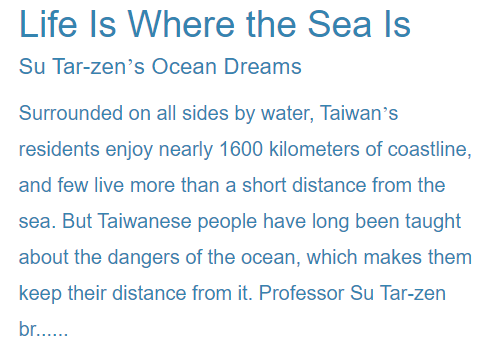 Life Is Where the Sea Is
Su Tar-zen’s Ocean Dreams
Surrounded on all sides by water, Taiwan’s
residents enjoy nearly 1600 kilometers of coastline,
and few live more than a short distance from the
sea. But Taiwanese people have long been taught
about the dangers of the ocean, which makes them
keep their distance from it. Professor Su Tar-zen
br......